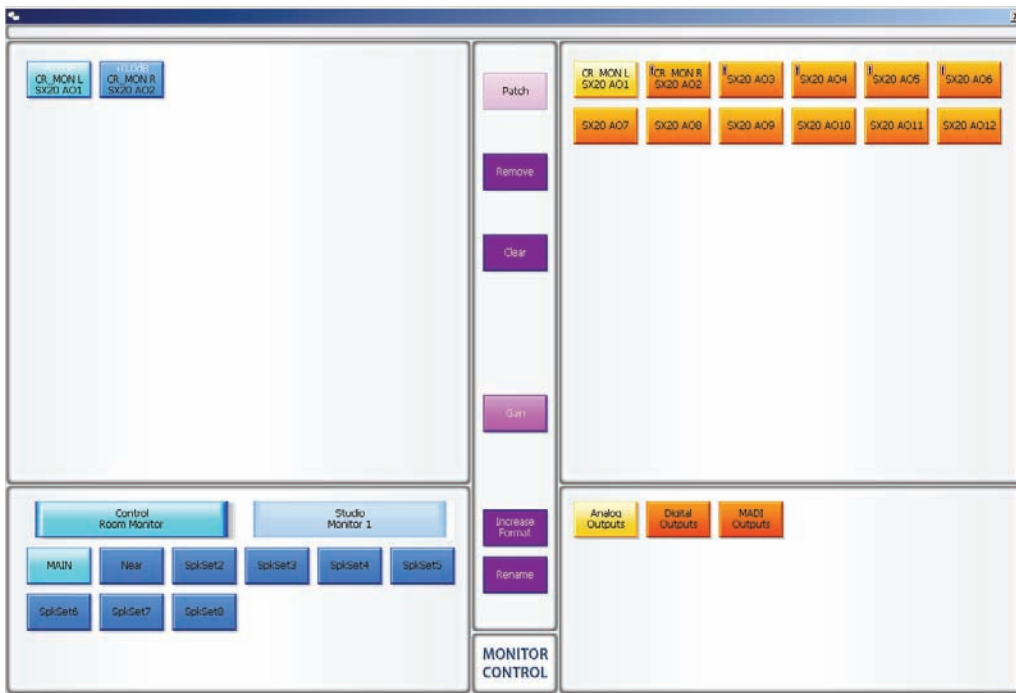 CR_MON L
SX20 AO1
+0.0dB
CR_MON R
SX20 AO2
Patch
Remove
Clear
Gain
Increase
Format
Rename
MONITOR
CONTROL
CR_MON L
SX20 AO1
!CR_MON R
SX20 AO2
! SX20 AO3
! SX20 AO4
! SX20 AO5
! SX20 AO6
SX20 AO7
SX20 AO8
SX20 AO9
SX20 AO10
SX20 AO11
SX20 AO12
Control
Room Monitor
Studio
Monitor 1
MAIN
Near
SpkSet2
SpkSet3
SpkSet4
SpkSet5
SpkSet6
SpkSet7
SpkSet8
Analog
Outputs
Digital
Outputs
MADI
Outputs